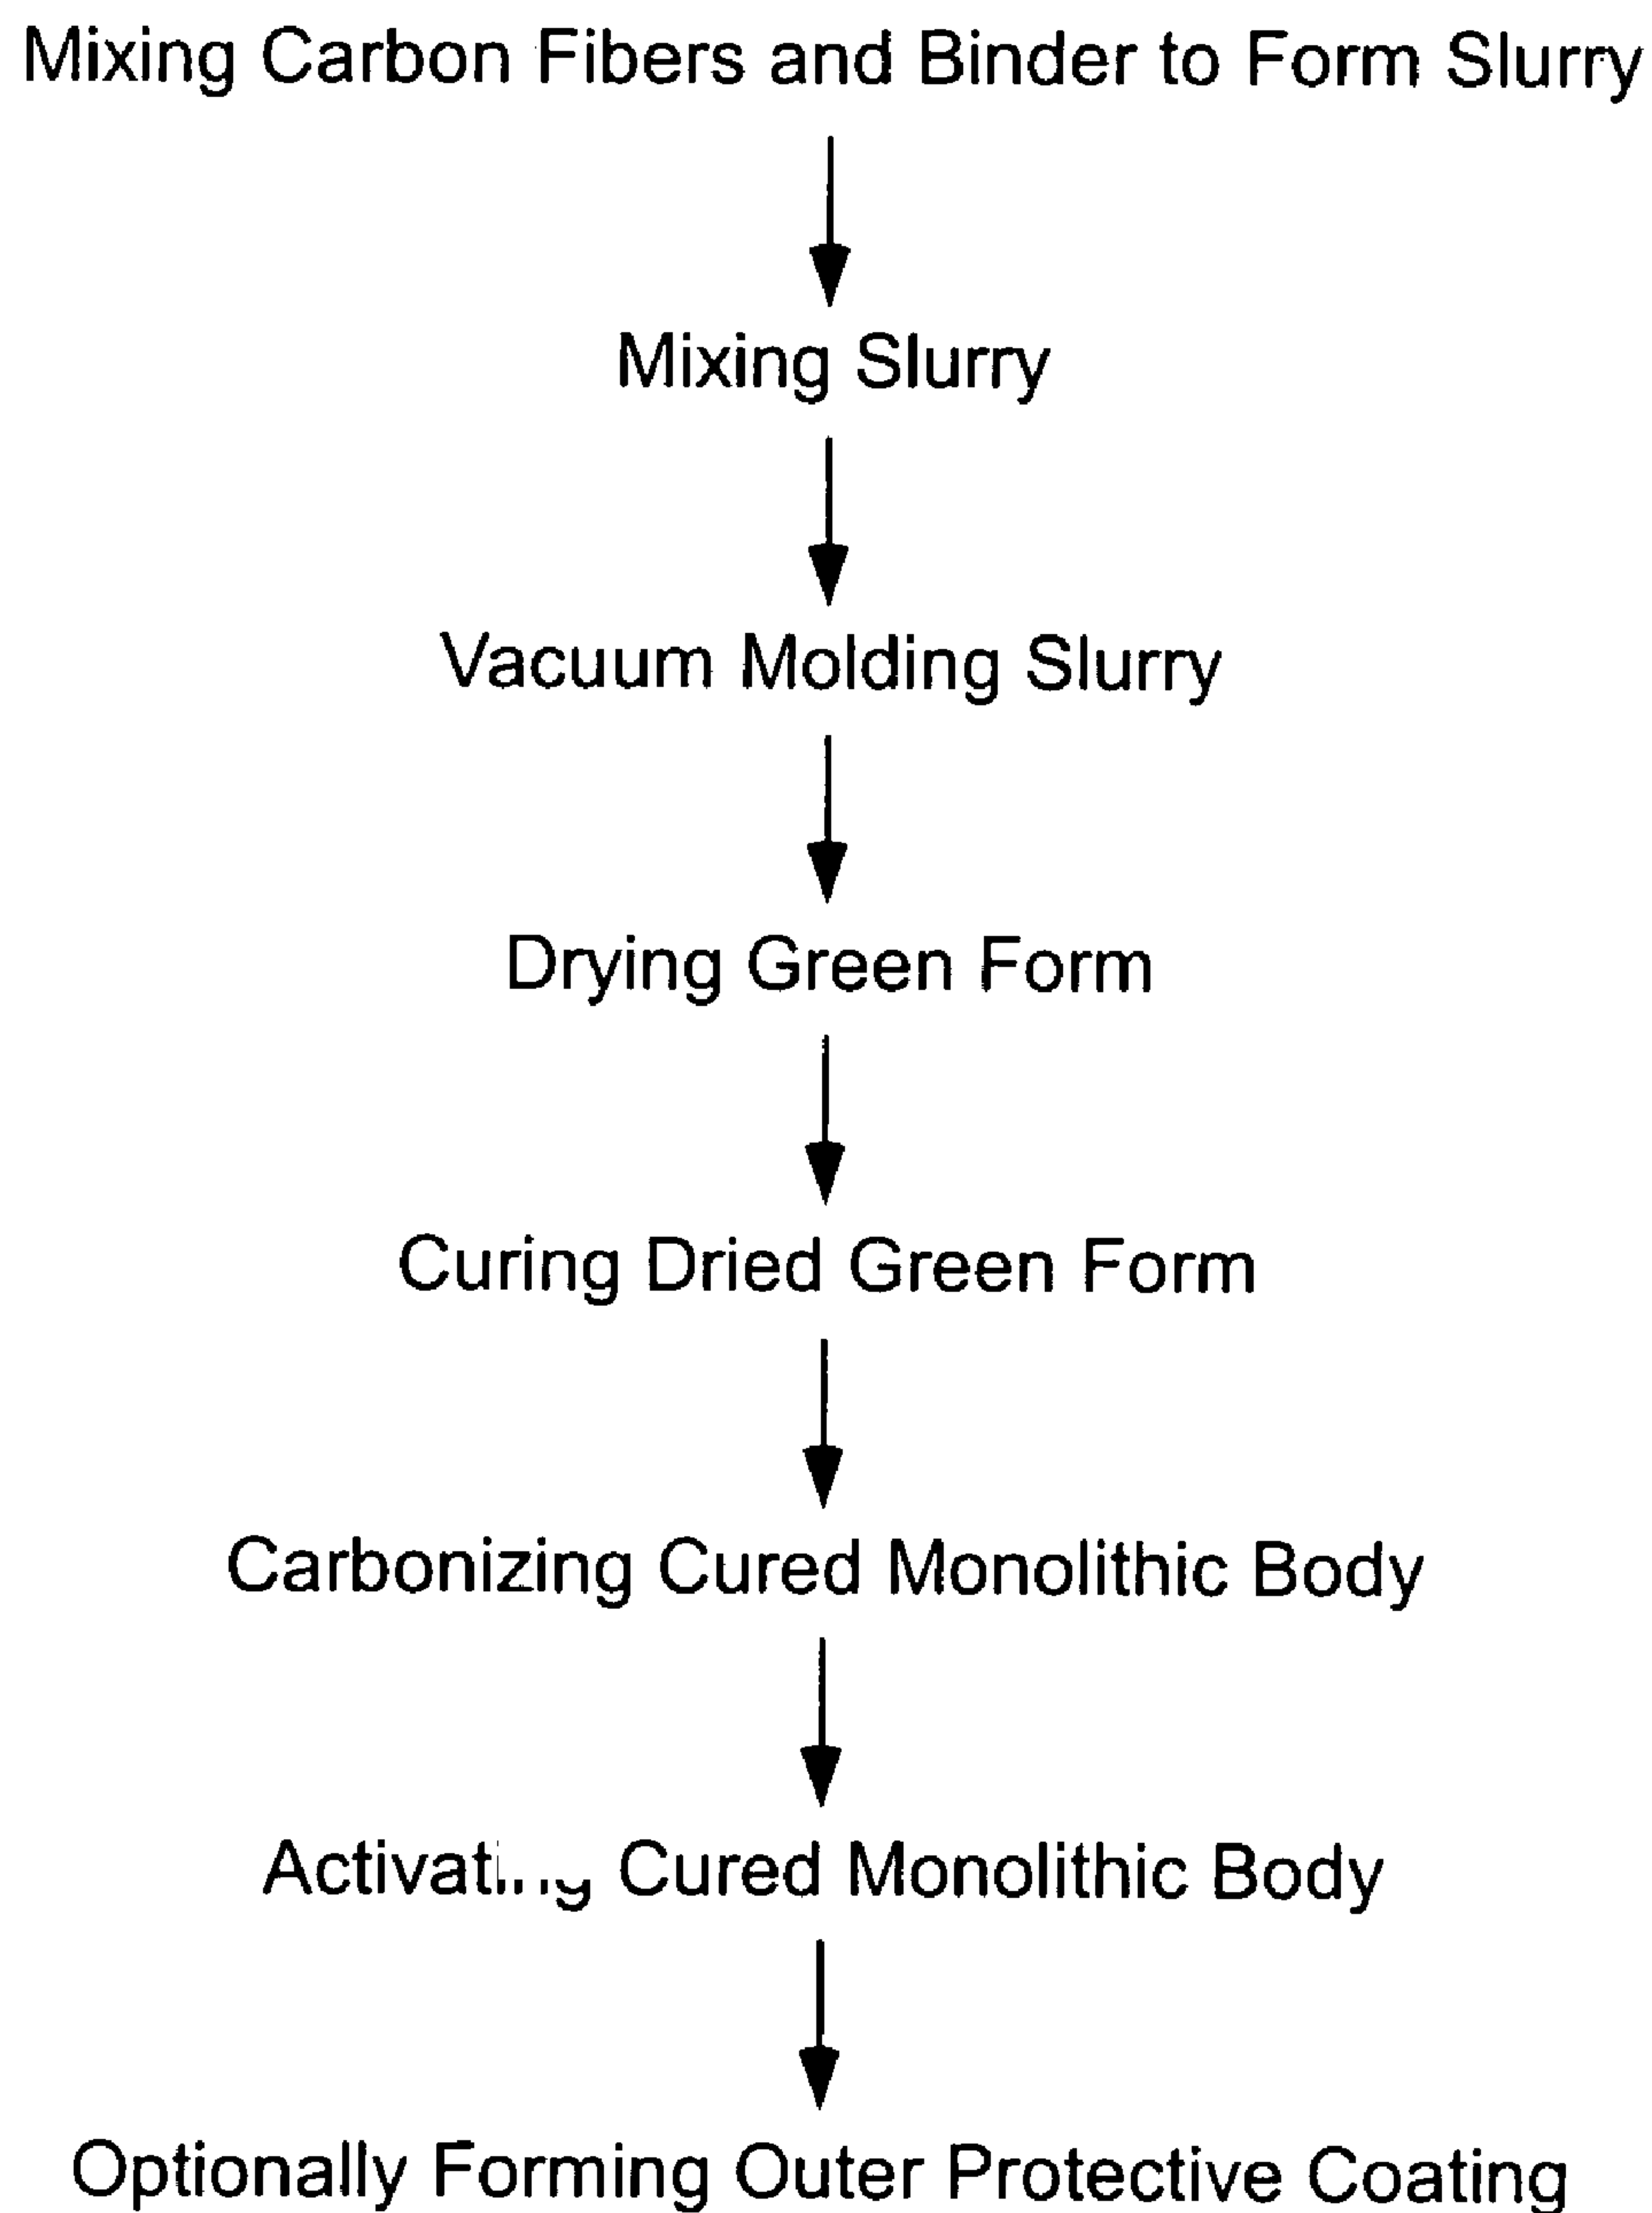 Mixing Carbon Fibers and Binder to Form Slurry
Mixing Slurry
Vacuum Molding Slurry
Drying Green Form
Curing Dried Green Form
Carbonizing Cured Monolithic Body
Activating Cured Monolithic Body
Optionally Forming Outer Protective Coating